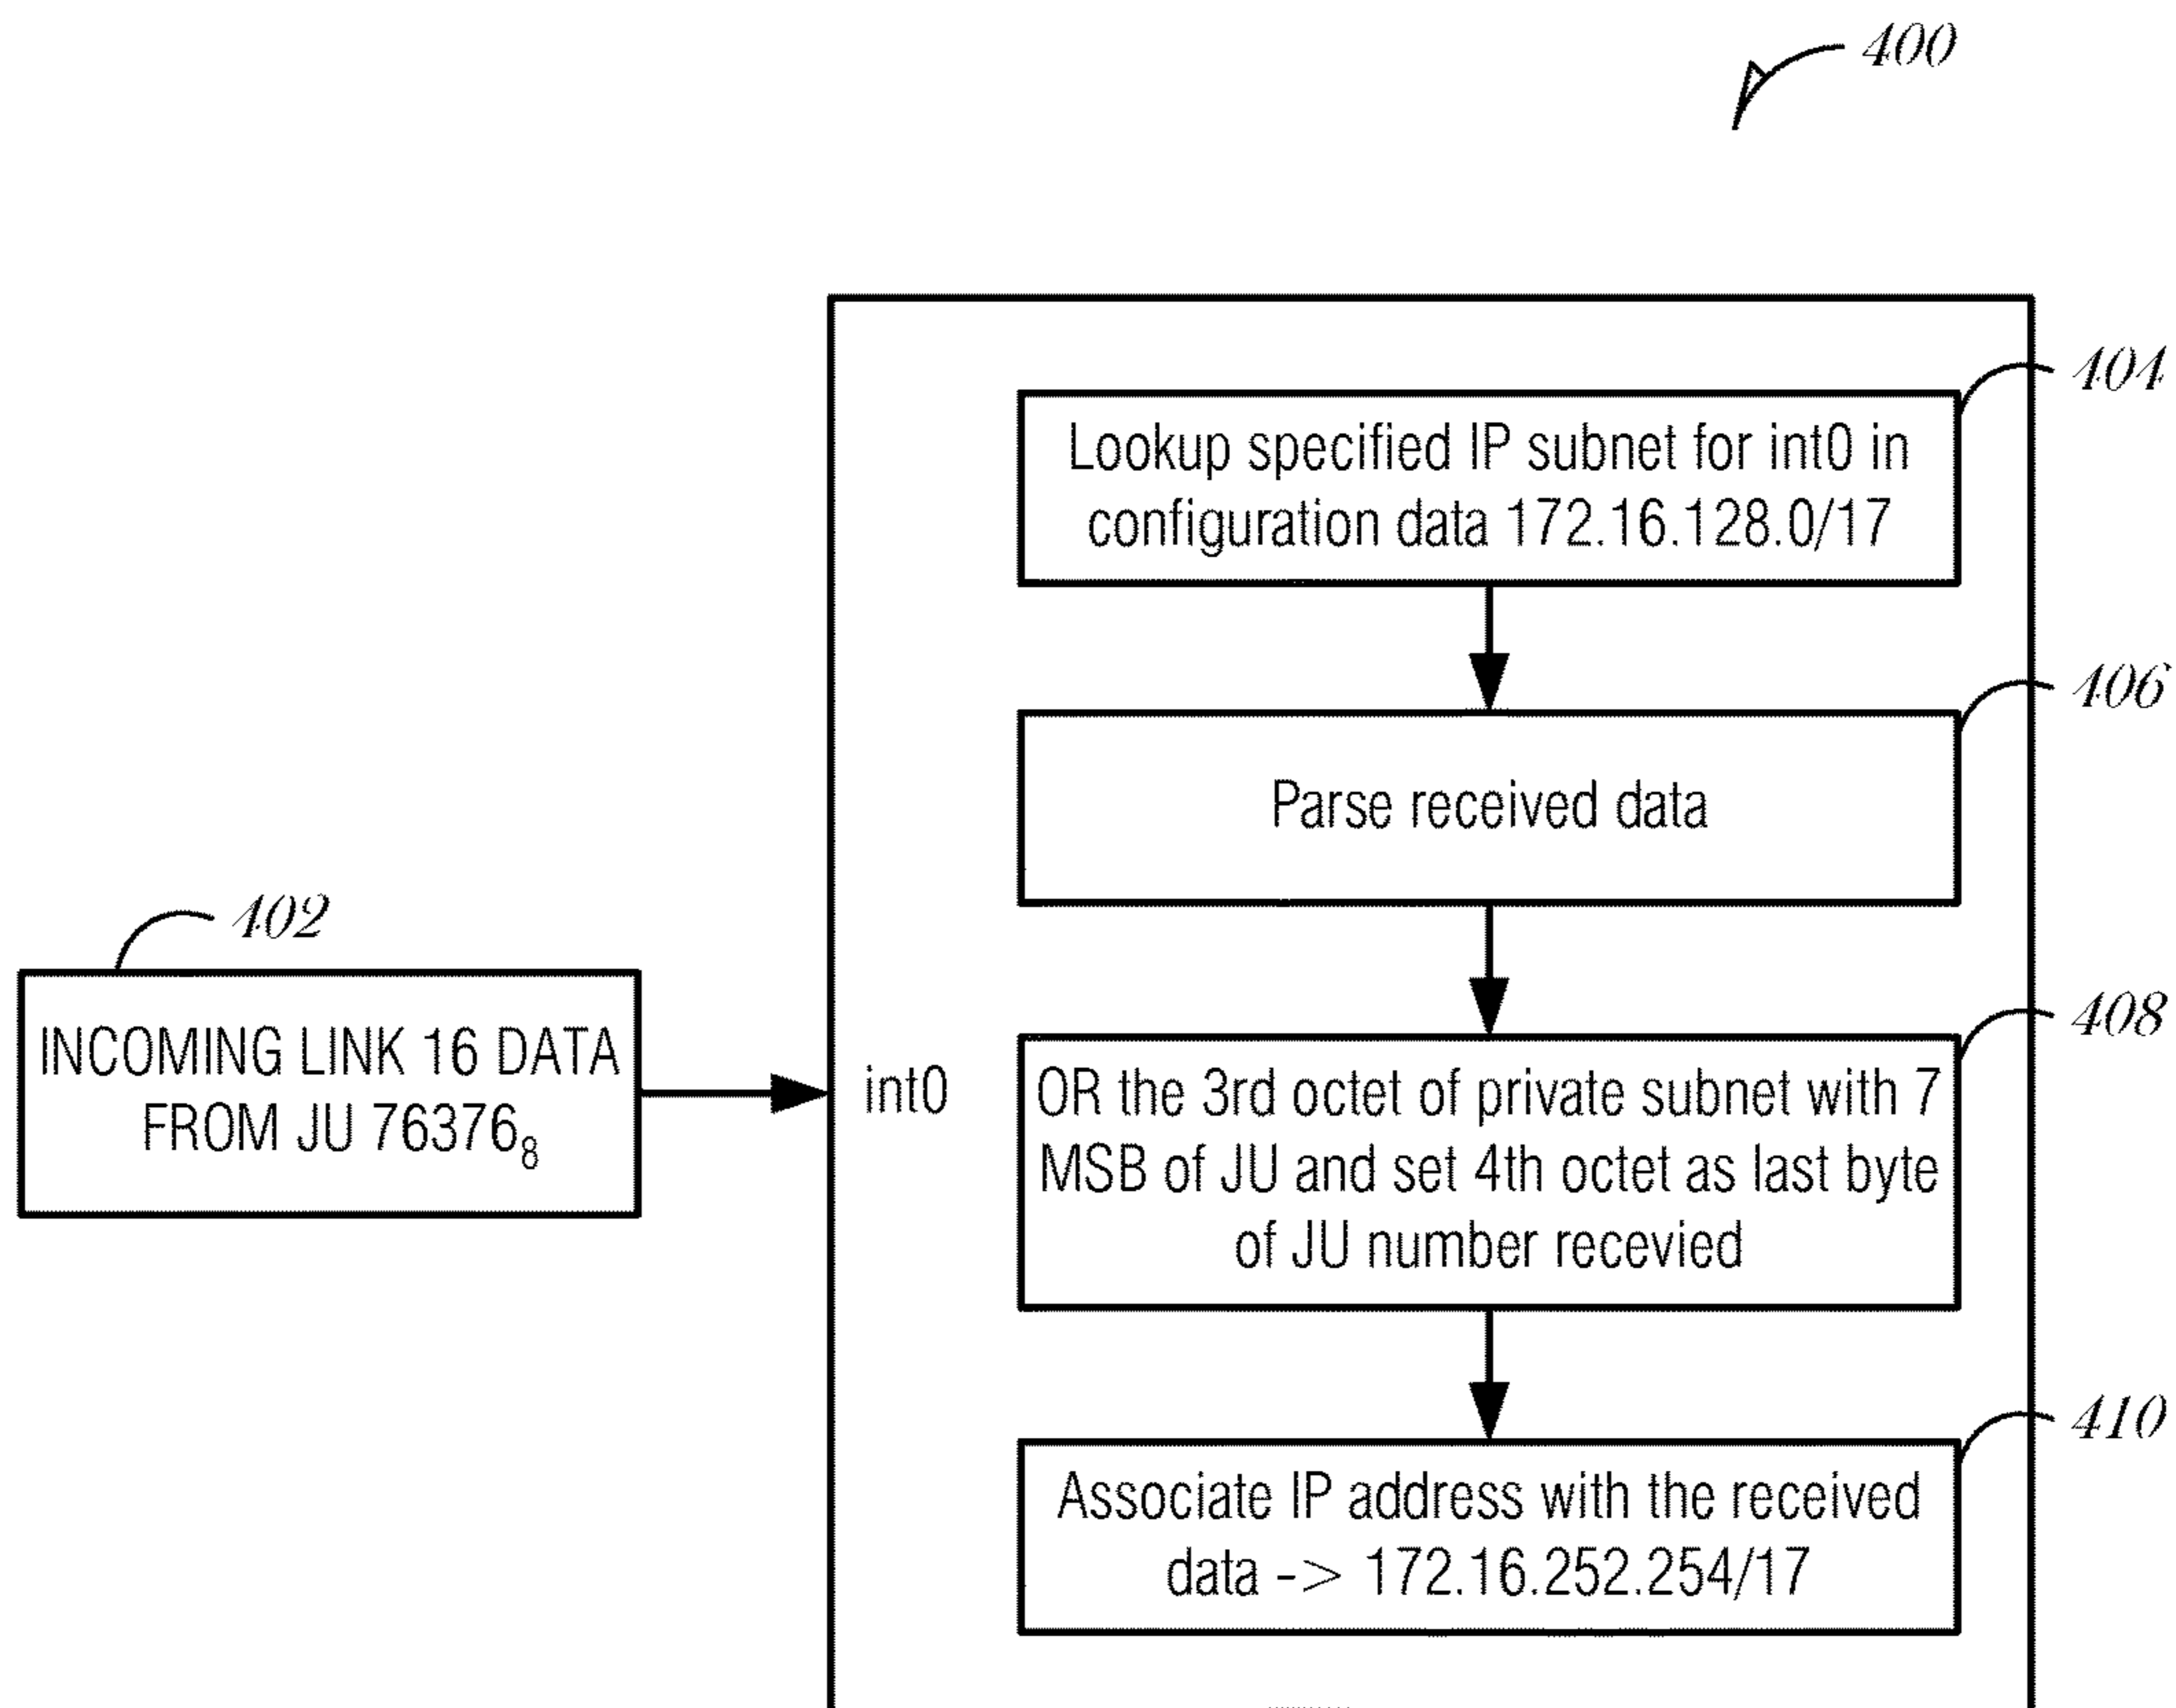 400
404
Lookup specified IP subnet for int0 in
configuration data 172.16.128.0/17
406
Parse received data
402
INCOMING LINK 16 DATA
FROM JU 76376₈
int0
408
OR the 3rd octet of private subnet with 7
MSB of JU and set 4th octet as last byte
of JU number recevied
410
Associate IP address with the received
data -> 172.16.252.254/17